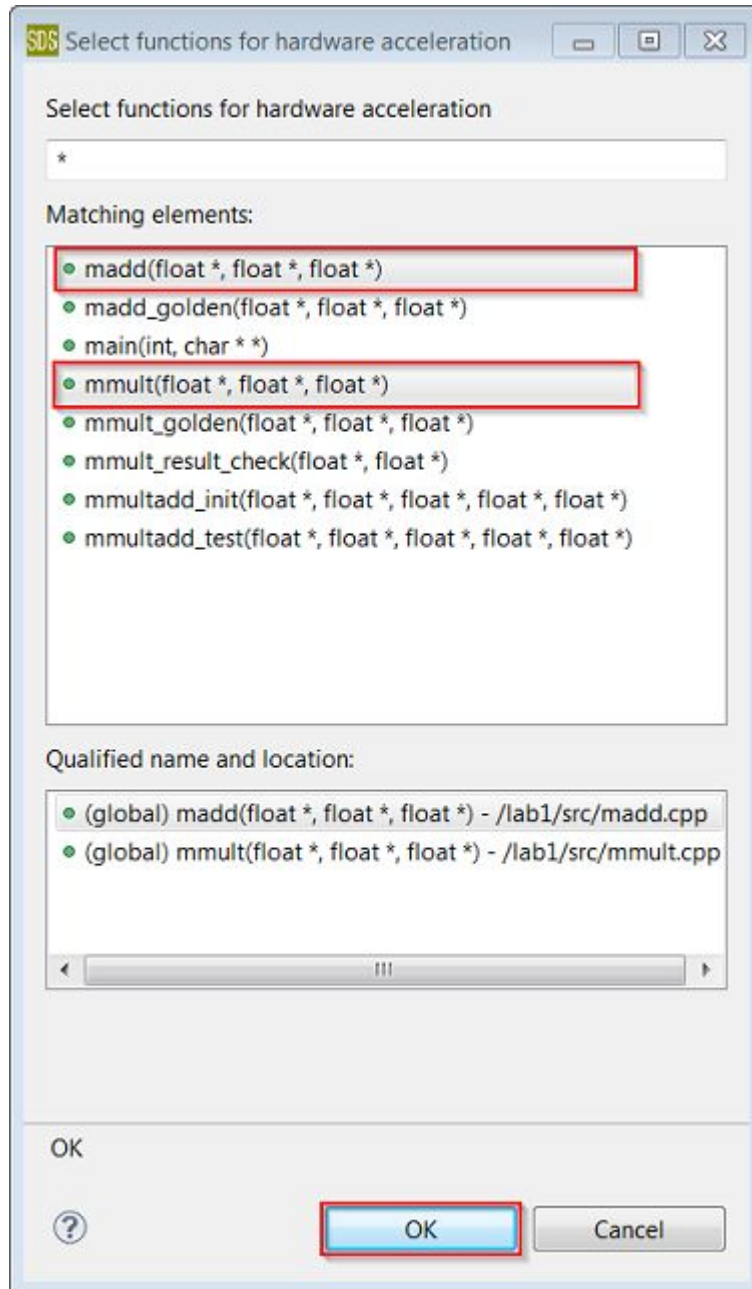 SDS Select functions for hardware acceleration
Select functions for hardware acceleration
*
Matching elements:
madd(float *, float *, float *)
madd_golden(float *, float *, float *)
main(int, char * *)
mmult(float *, float *, float *)
mmult_golden(float *, float *, float *)
mmult_result_check(float *, float *)
mmultadd_init(float *, float *, float *, float *, float *)
mmultadd_test(float *, float *, float *, float *, float *)
Qualified name and location:
(global) madd(float *, float *, float *) - /lab1/src/madd.cpp
(global) mmult(float *, float *, float *) - /lab1/src/mmult.cpp
OK
? OK Cancel